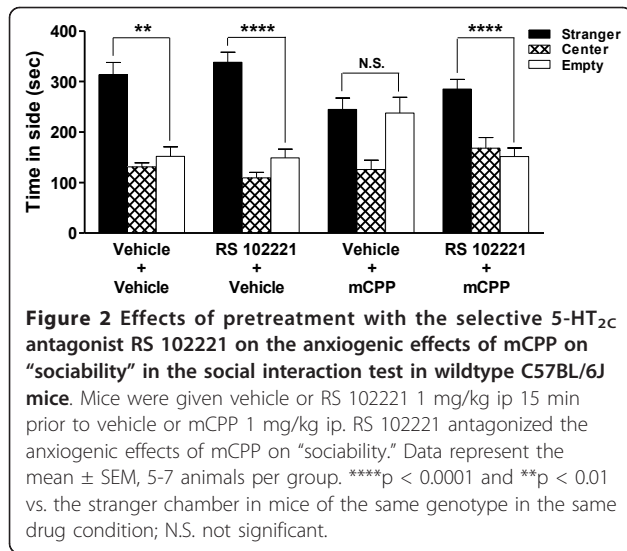 400
300
200
100
0
Time in side (sec)
**
****
N.S.
****
Stranger
Center
Empty
Vehicle
+
Vehicle
RS 102221
+
Vehicle
Vehicle
+
mCPP
RS 102221
+
mCPP
Figure 2 Effects of pretreatment with the selective 5-HT2C
antagonist RS 102221 on the anxiogenic effects of mCPP on
“sociability” in the social interaction test in wildtype C57BL/6J
mice. Mice were given vehicle or RS 102221 1 mg/kg ip 15 min
prior to vehicle or mCPP 1 mg/kg ip. RS 102221 antagonized the
anxiogenic effects of mCPP on “sociability.” Data represent the
mean ± SEM, 5-7 animals per group. ****p < 0.0001 and **p < 0.01
vs. the stranger chamber in mice of the same genotype in the same
drug condition; N.S. not significant.